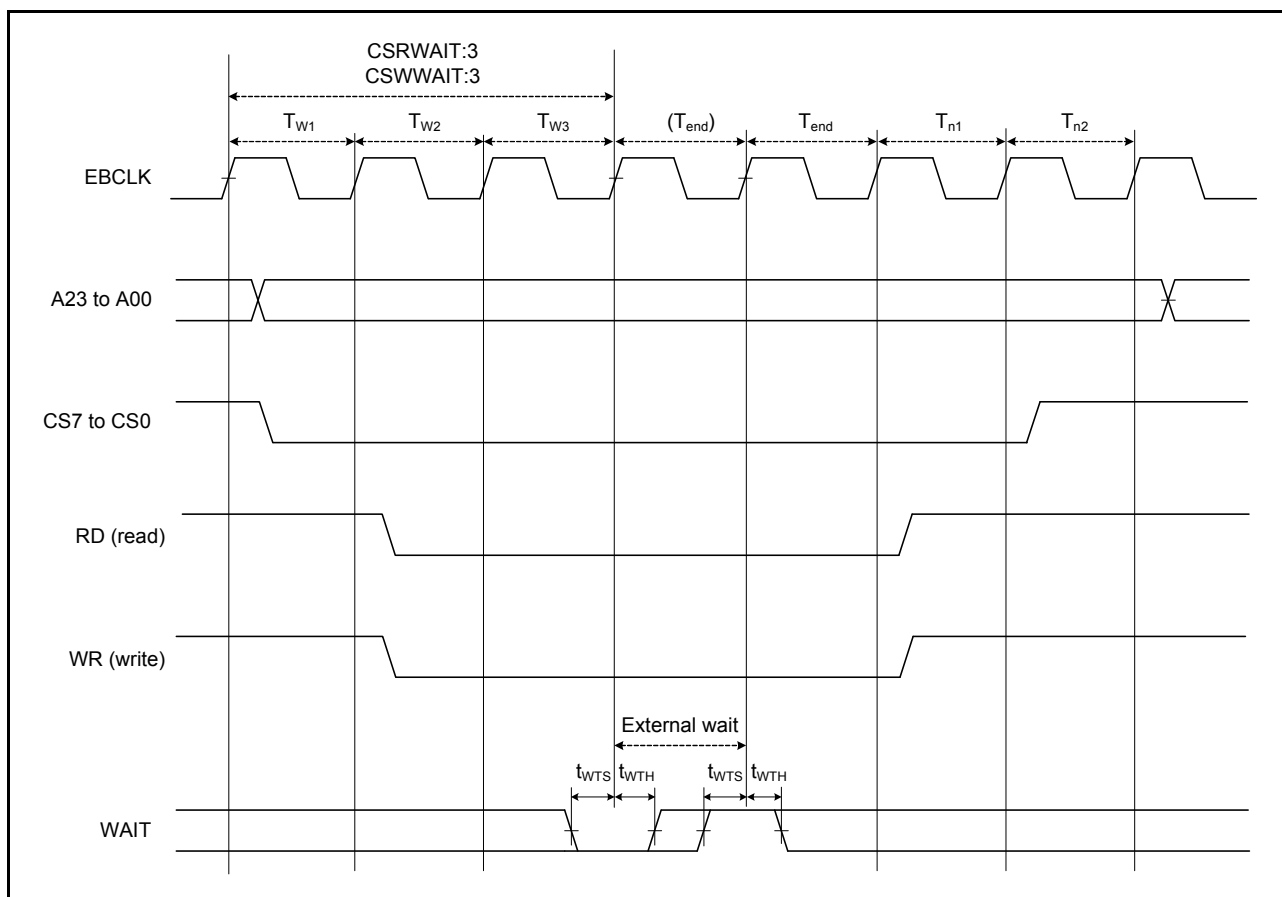 CSRWAIT:3
CSWWAIT:3
TW1 TW2 TW3 (Tend) Tend Tn1 Tn2
EBCLK
A23 to A00
CS7 to CS0
RD (read)
WR (write)
External wait
tWTS tWTH tWTS tWTH
WAIT